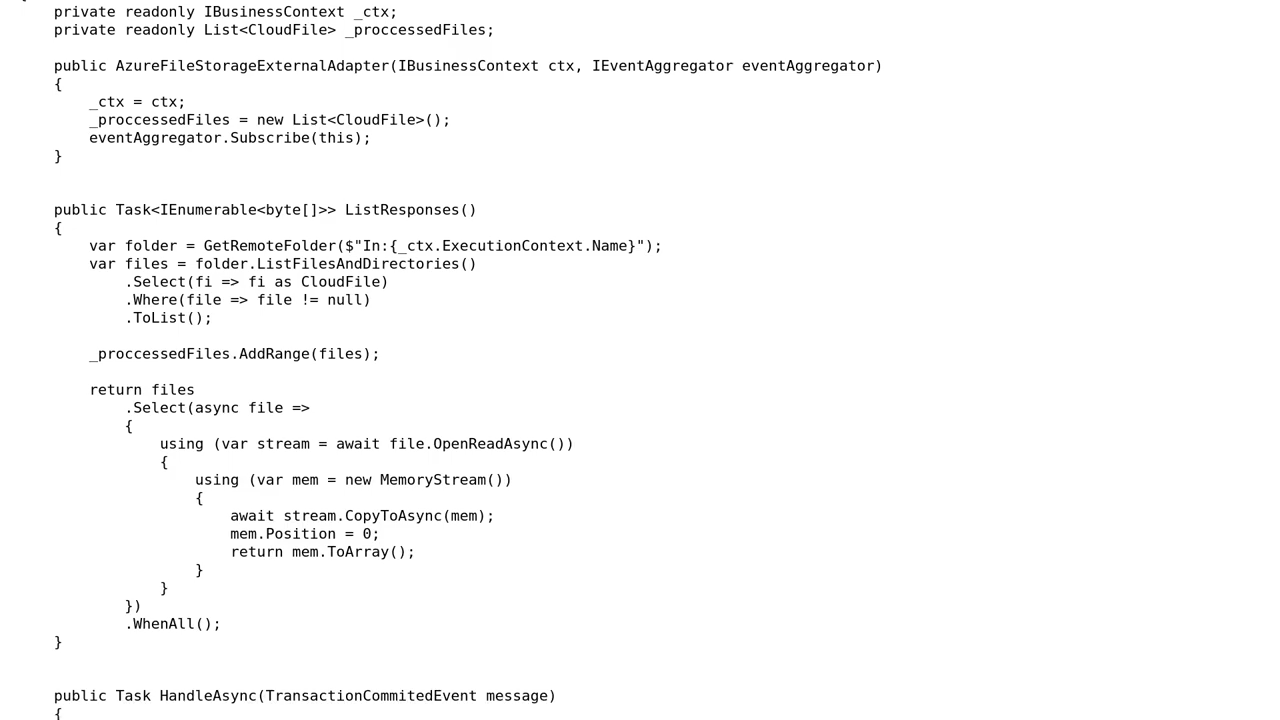 private readonly IBusinessContext _ctx;
private readonly List<CloudFile> _proccessedFiles;
public AzureFileStorageExternalAdapter(IBusinessContext ctx, IEventAggregator eventAggregator)
{
_ctx = ctx;
_proccessedFiles = new List<CloudFile>();
eventAggregator.Subscribe(this);
}
public Task<IEnumerable<byte[]>> ListResponses()
{
var folder = GetRemoteFolder($"In:{_ctx.ExecutionContext.Name}");
var files = folder.ListFilesAndDirectories()
.Select(fi => fi as CloudFile)
.Where(file => file != null)
.ToList();
_proccessedFiles.AddRange(files);
return files
.Select(async file =>
{
using (var stream = await file.OpenReadAsync())
{
using (var mem = new MemoryStream())
{
await stream.CopyToAsync(mem);
mem.Position = 0;
return mem.ToArray();
}
}
})
.WhenAll();
}
public Task HandleAsync(TransactionCommitedEvent message)
{